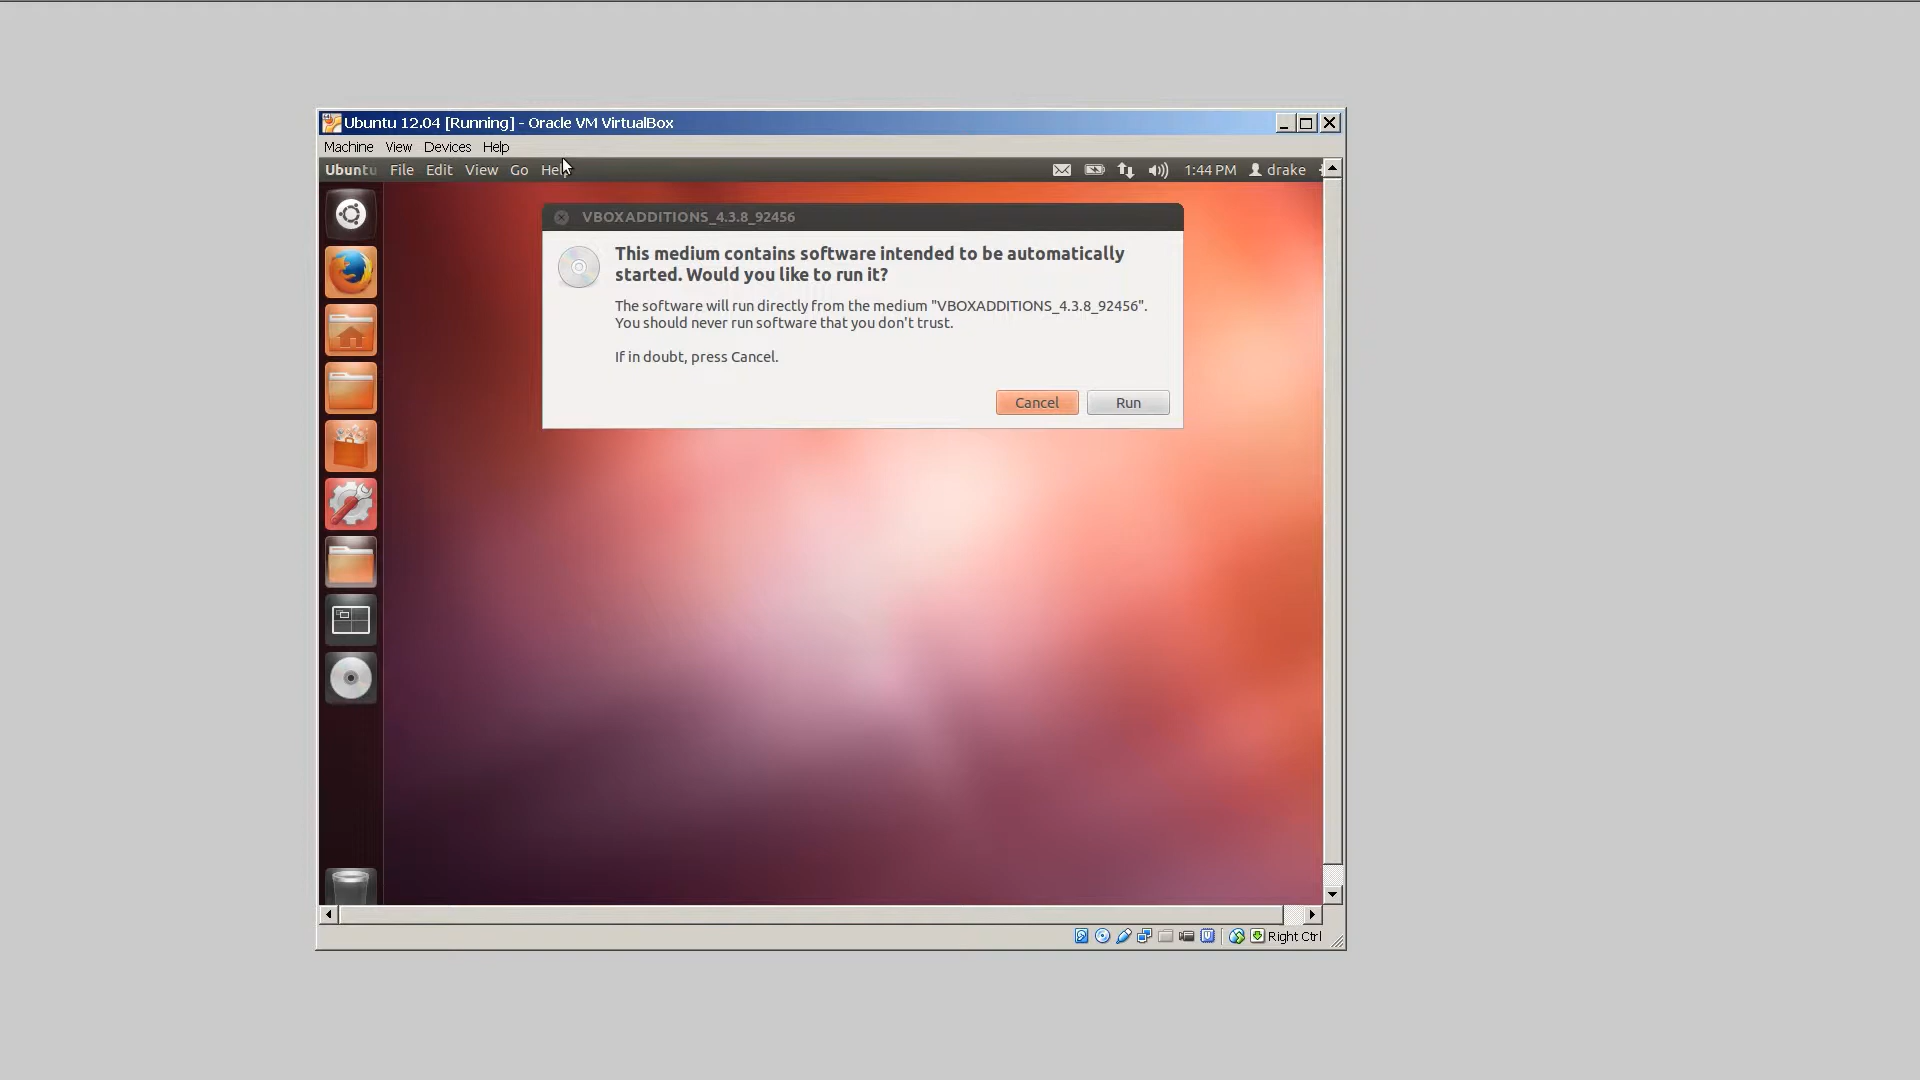 Ubuntu 12.04 [Running] - Oracle VM VirtualBox
Machine View Devices Help
Ubuntu File Edit View Go Help 1:44 PM drake
VBOXADDITIONS_4.3.8_92456
This medium contains software intended to be automatically
started. Would you like to run it?
The software will run directly from the medium "VBOXADDITIONS_4.3.8_92456".
You should never run software that you don't trust.
If in doubt, press Cancel.
Cancel Run
Right Ctrl